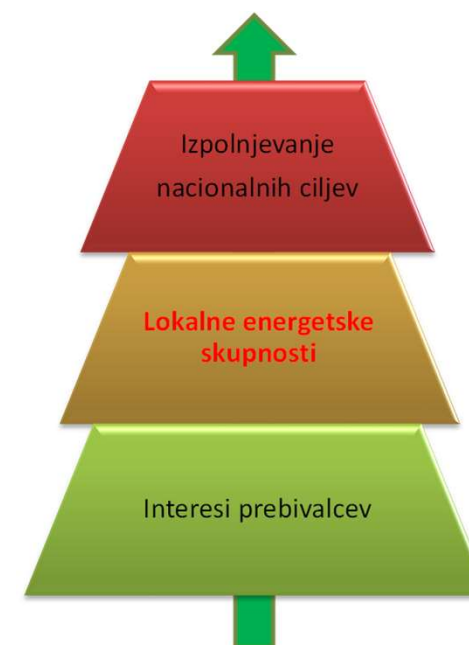 Izpolnjevanje
nacionalnih ciljev
Lokalne energetske
skupnosti
Interesi prebivalcev